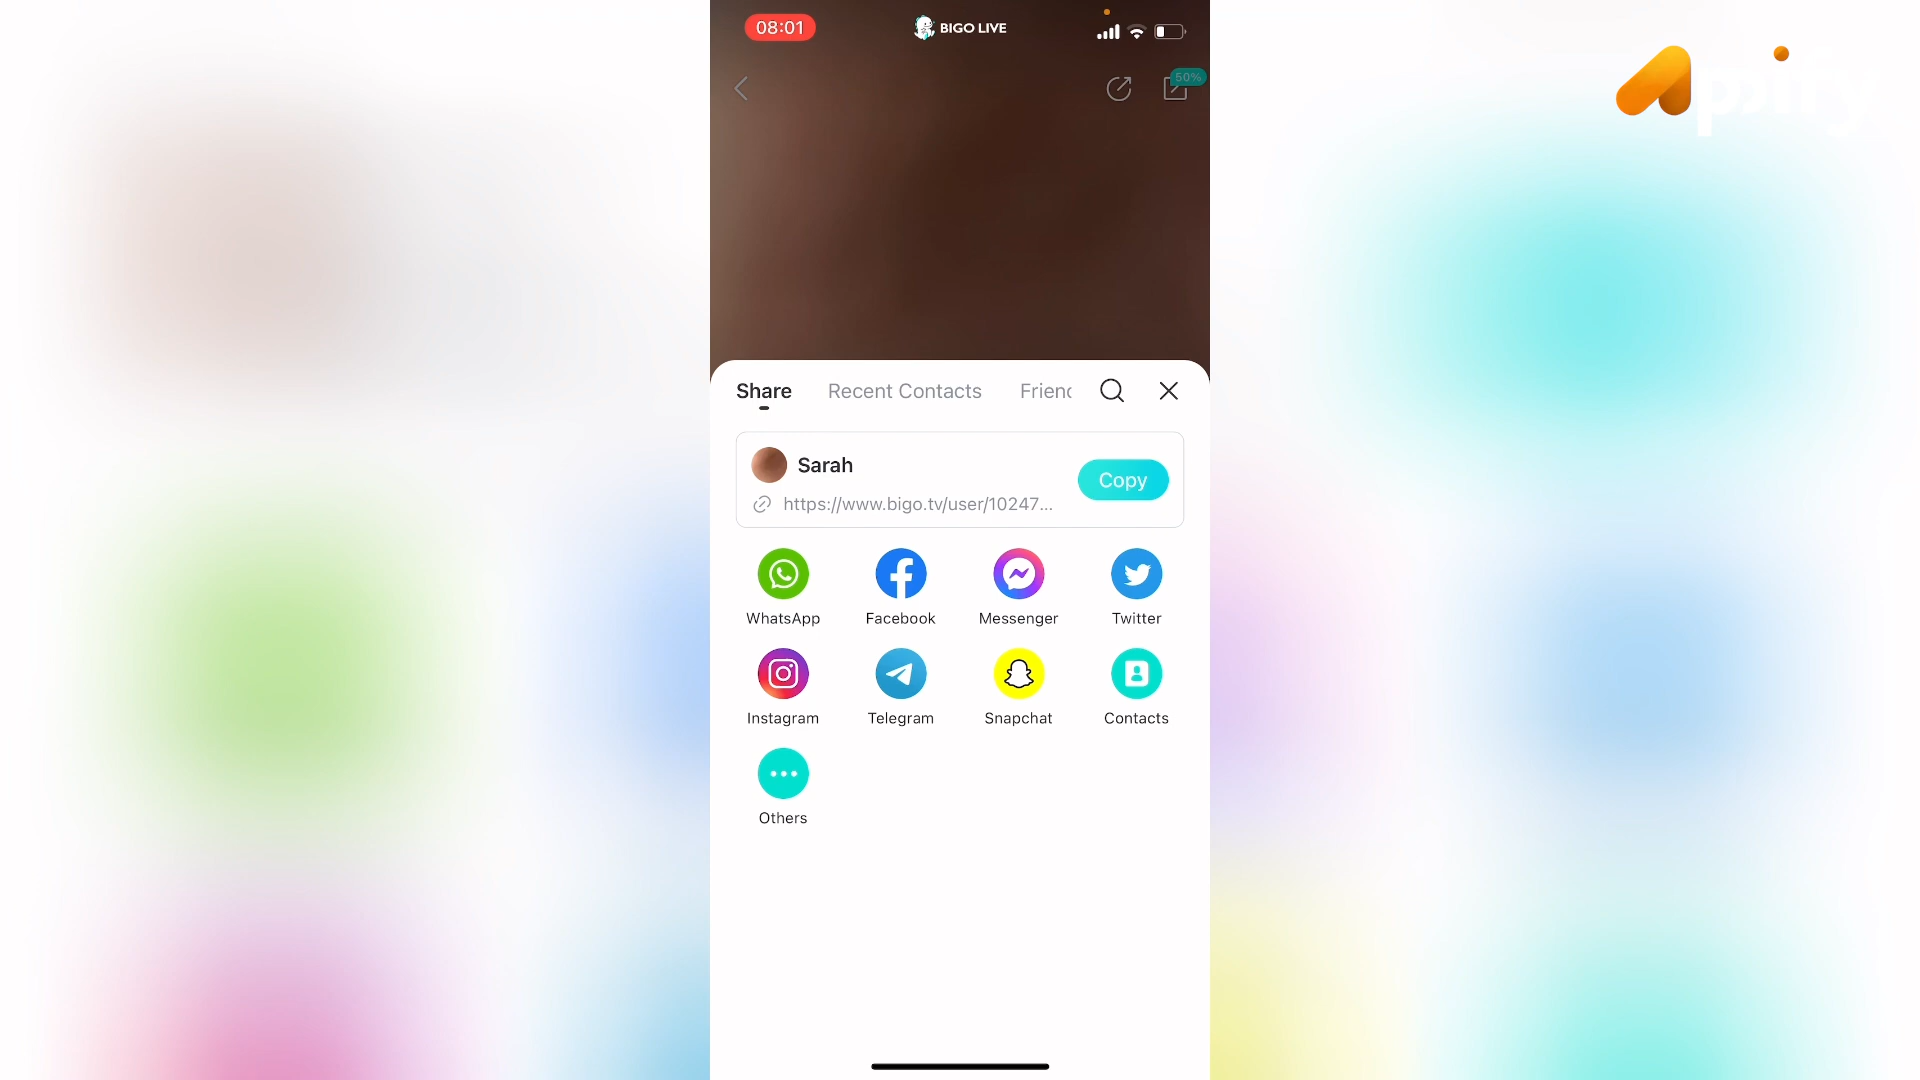 08:01
BIGO LIVE
50%
Share
Recent Contacts
Frienc
Sarah
Copy
https://www.bigo.tv/user/10247...
WhatsApp
Facebook
Messenger
Twitter
Instagram
Telegram
Snapchat
Contacts
Others